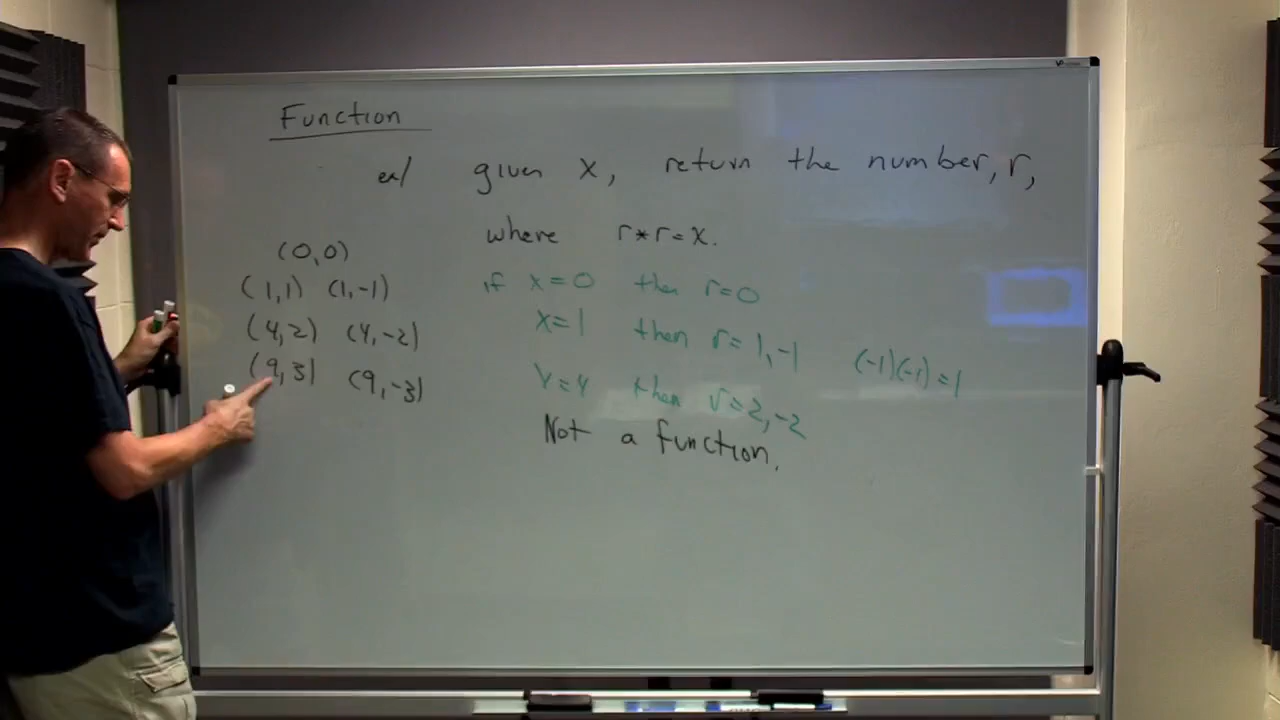 Function
ex/ given x, return the number, r,
where r*r=x.
(0,0)
(1,1) (1,-1)
(4,2) (4,-2)
(9,3) (9,-3)
if x=0 then r=0
x=1 then r=1,-1 (-1)(-1)=1
x=4 then r=2,-2
Not a function.